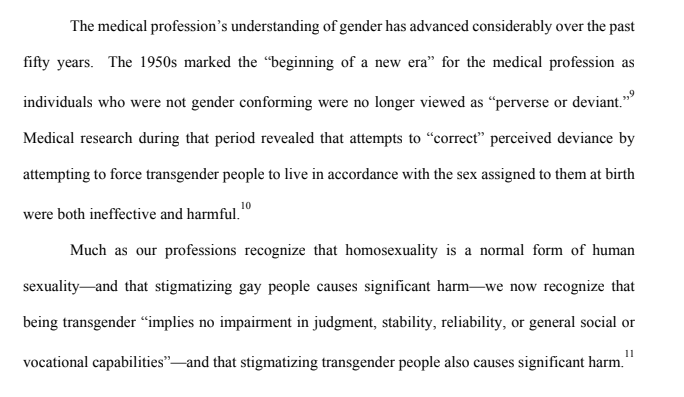 The medical profession’s understanding of gender has advanced considerably over the past
fifty years. The 1950s marked the “beginning of a new era” for the medical profession as
individuals who were not gender conforming were no longer viewed as “perverse or deviant.”9
Medical research during that period revealed that attempts to “correct” perceived deviance by
attempting to force transgender people to live in accordance with the sex assigned to them at birth
were both ineffective and harmful.10
Much as our professions recognize that homosexuality is a normal form of human
sexuality—and that stigmatizing gay people causes significant harm—we now recognize that
being transgender “implies no impairment in judgment, stability, reliability, or general social or
vocational capabilities”—and that stigmatizing transgender people also causes significant harm.11